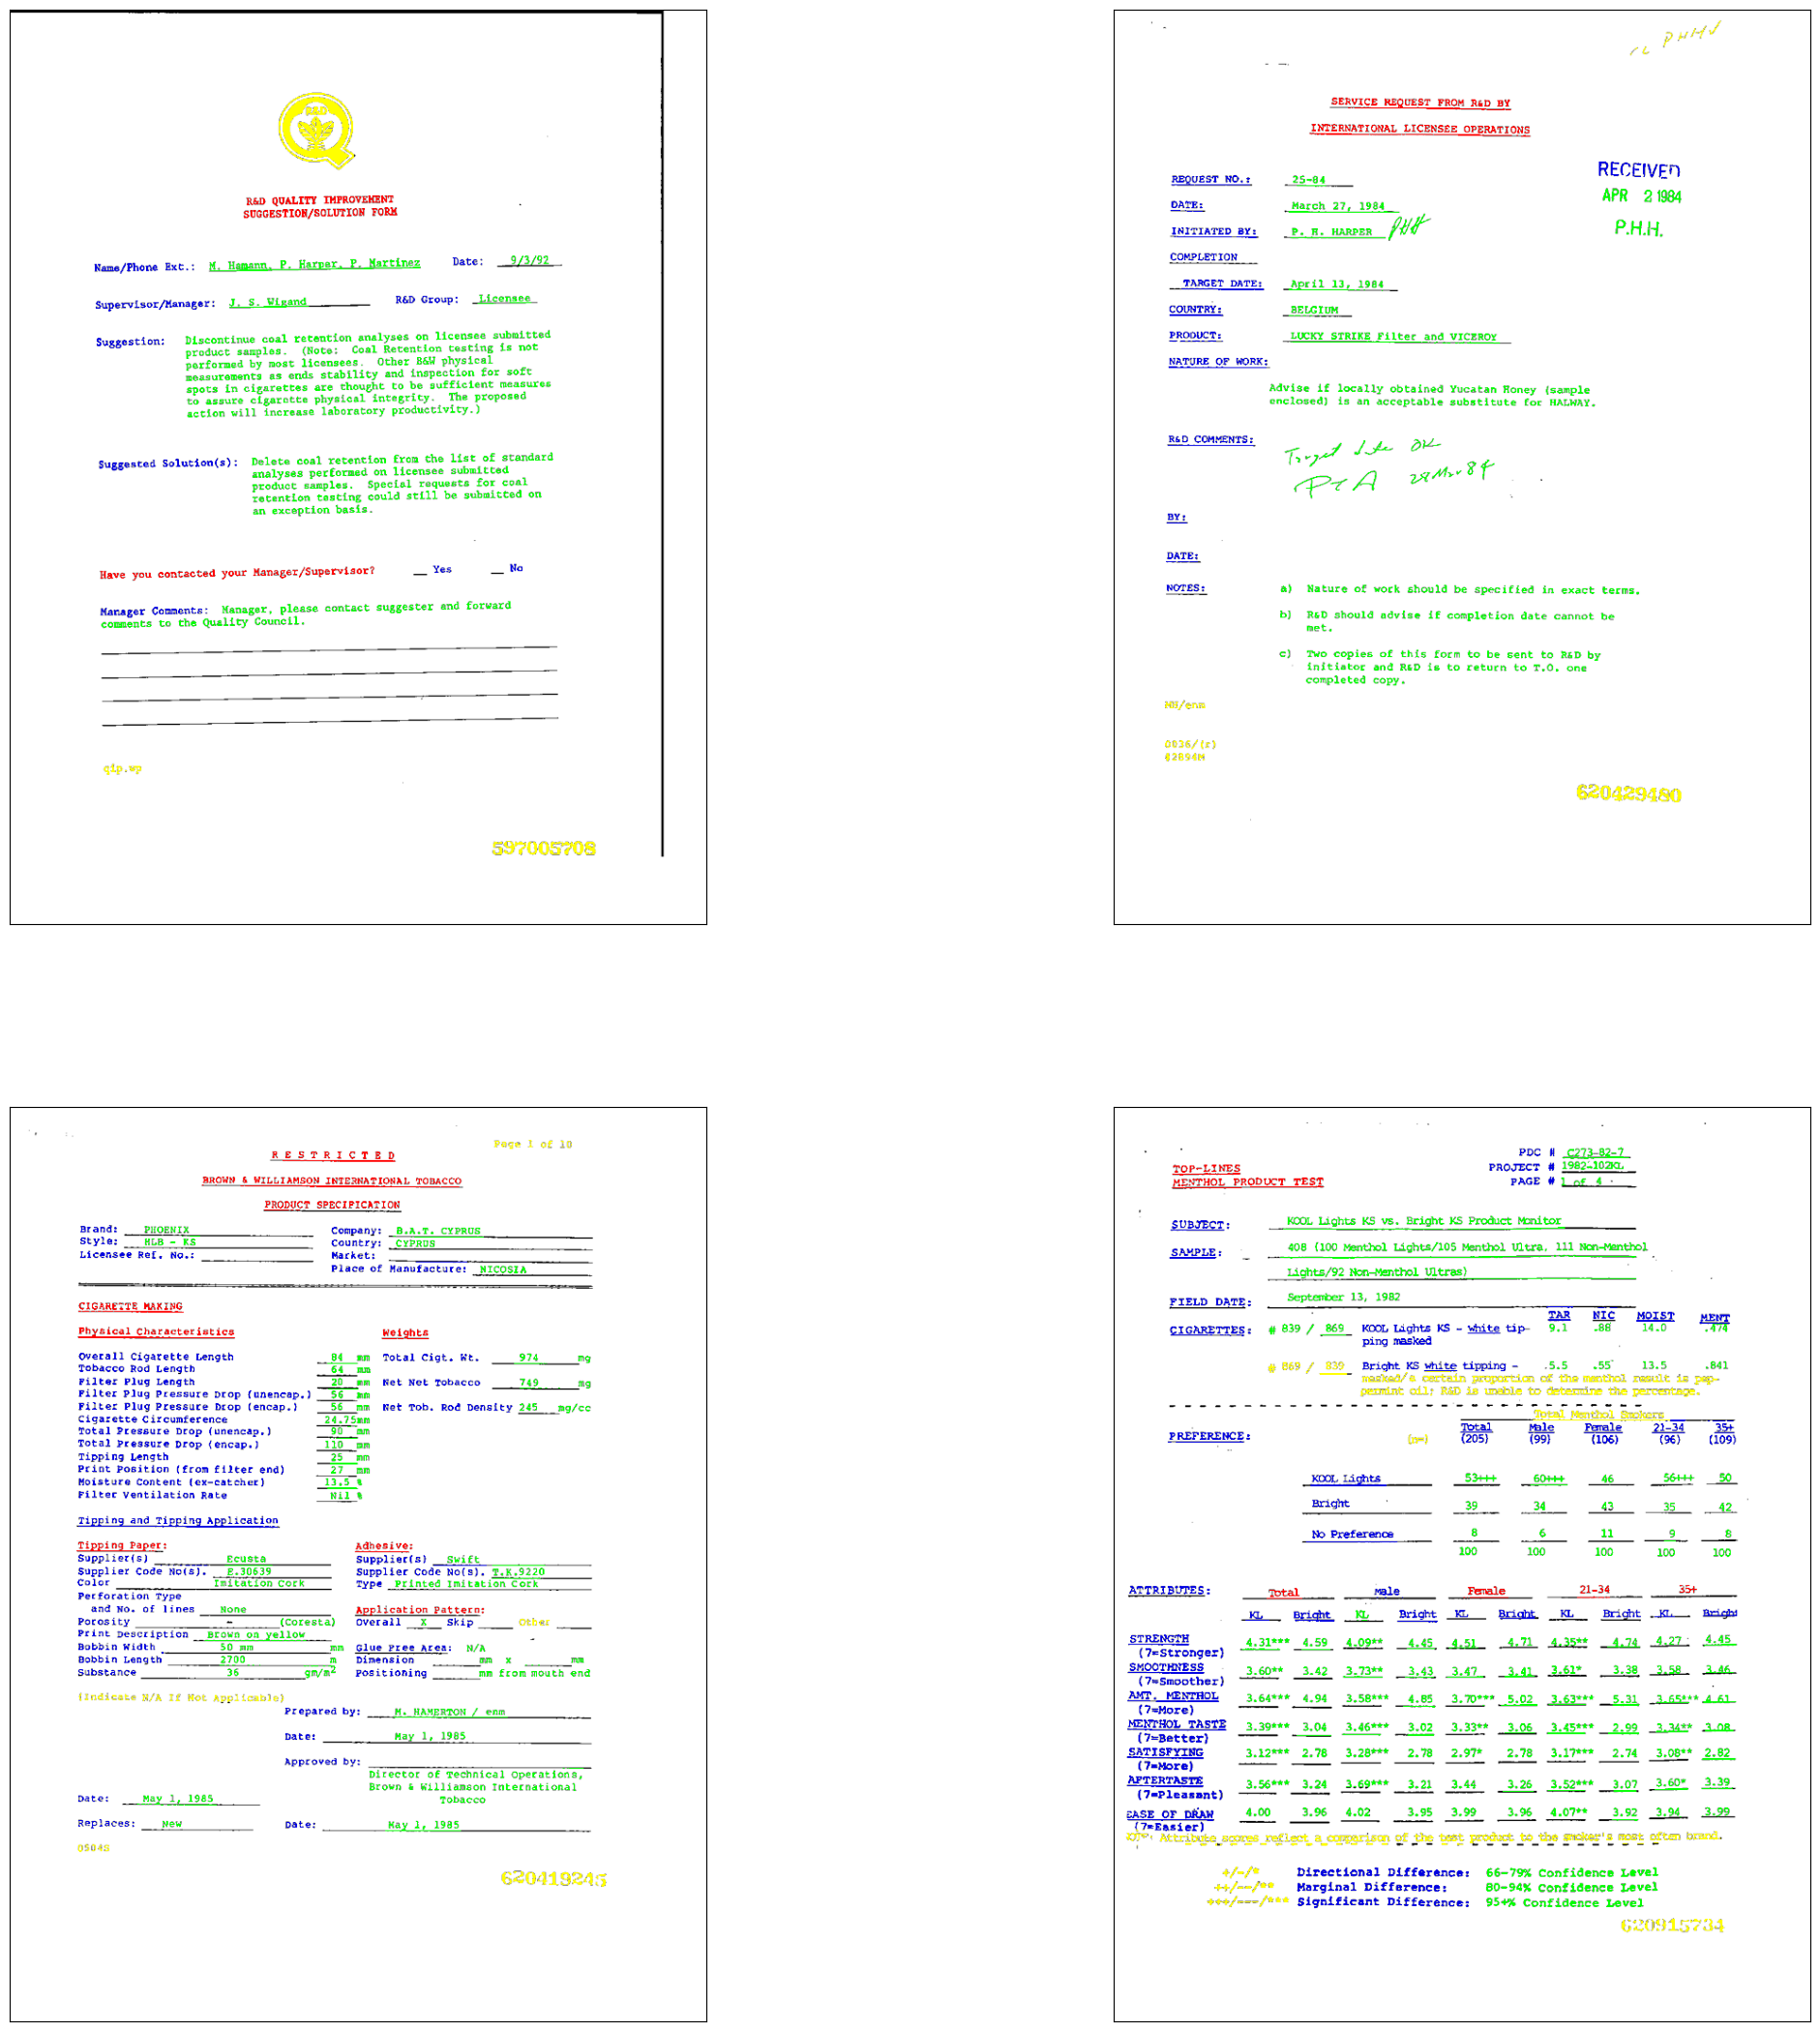 R&D
R&D QUALITY IMPROVEMENT
SUGGESTION/SOLUTION FORM
Name/Phone Ext.: M. Hamann, P. Harper, P. Martinez Date: 9/3/92
Supervisor/Manager: J. S. Wigand R&D Group: Licensee
Suggestion: Discontinue coal retention analyses on licensee submitted
product samples. (Note: Coal Retention testing is not
performed by most licensees. Other B&W physical
measurements as ends stability and inspection for soft
spots in cigarettes are thought to be sufficient measures
to assure cigarette physical integrity. The proposed
action will increase laboratory productivity.)
Suggested Solution(s): Delete coal retention from the list of standard
analyses performed on licensee submitted
product samples. Special requests for coal
retention testing could still be submitted on
an exception basis.
Have you contacted your Manager/Supervisor? Yes No
Manager Comments: Manager, please contact suggester and forward
comments to the Quality Council.
qip.wp
597005708
SERVICE REQUEST FROM R&D BY
INTERNATIONAL LICENSEE OPERATIONS
RECEIVED
APR 2 1984
P.H.H.
REQUEST NO.: 25-84
DATE: March 27, 1984
INITIATED BY: P. H. HARPER PHH
COMPLETION
TARGET DATE: April 13, 1984
COUNTRY: BELGIUM
PRODUCT: LUCKY STRIKE Filter and VICEROY
NATURE OF WORK:
Advise if locally obtained Yucatan Honey (sample
enclosed) is an acceptable substitute for HALWAY.
R&D COMMENTS: Target date OK
28 Mar 84
BY:
DATE:
NOTES: a) Nature of work should be specified in exact terms.
b) R&D should advise if completion date cannot be
met.
c) Two copies of this form to be sent to R&D by
initiator and R&D is to return to T.O. one
completed copy.
620429480
Page 1 of 10
R E S T R I C T E D
BROWN & WILLIAMSON INTERNATIONAL TOBACCO
PRODUCT SPECIFICATION
Brand: PHOENIX Company: B.A.T. CYPRUS
Style: HLB - KS Country: CYPRUS
Licensee Ref. No.: Market:
Place of Manufacture: NICOSIA
CIGARETTE MAKING
Physical Characteristics Weights
Overall Cigarette Length 84 mm Total Cigt. Wt. 974 mg
Tobacco Rod Length 64 mm
Filter Plug Length 20 mm Net Net Tobacco 749 mg
Filter Plug Pressure Drop (unencap.) 56 mm
Filter Plug Pressure Drop (encap.) 56 mm Net Tob. Rod Density 245 mg/cc
Cigarette Circumference 24.75mm
Total Pressure Drop (unencap.) 90 mm
Total Pressure Drop (encap.) 110 mm
Tipping Length 25 mm
Print Position (from filter end) 27 mm
Moisture Content (ex-catcher) 13.5 %
Filter Ventilation Rate Nil %
Tipping and Tipping Application
Tipping Paper: Adhesive:
Supplier(s) Ecusta Supplier(s) Swift
Supplier Code No(s). E.30639 Supplier Code No(s). T.K.9220
Color Imitation Cork Type Printed Imitation Cork
Perforation Type
and No. of lines None Application Pattern:
Porosity - (Coresta) Overall X Skip Other
Print Description Brown on yellow
Bobbin Width 50 mm mm Glue Free Area: N/A
Bobbin Length 2700 m Dimension mm x mm
Substance 36 gm/m2 Positioning mm from mouth end
(Indicate N/A If Not Applicable)
Prepared by: M. HAMERTON / enm
Date: May 1, 1985
Approved by:
Director of Technical Operations,
Brown & Williamson International
Tobacco
Date: May 1, 1985
Replaces: New Date: May 1, 1985
0504S
620419245
PDC # C273-82-7
TOP-LINES PROJECT # 1982-102KL
MENTHOL PRODUCT TEST PAGE # 1 of 4
SUBJECT: KOOL Lights KS vs. Bright KS Product Monitor
SAMPLE: 408 (100 Menthol Lights/105 Menthol Ultra, 111 Non-Menthol
Lights/92 Non-Menthol Ultras)
FIELD DATE: September 13, 1982
TAR NIC MOIST MENT
CIGARETTES: # 839 / 869 KOOL Lights KS - white tip- 9.1 .88 14.0 .474
ping masked
@ 869 / 839 Bright KS white tipping - .5.5 .55 13.5 .841
masked/a certain proportion of the menthol result is pep-
permint oil; R&D is unable to determine the percentage.
Total Menthol Smokers
PREFERENCE: Total Male Female 21-34 35+
(n=) (205) (99) (106) (96) (109)
KOOL Lights 53+++ 60+++ 46 56+++ 50
Bright 39 34 43 35 42
No Preference 8 6 11 9 8
100 100 100 100 100
ATTRIBUTES: Total Male Female 21-34 35+
KL Bright KL Bright KL Bright KL Bright KL Bright
STRENGTH 4.31*** 4.59 4.09** 4.45 4.51 4.71 4.35** 4.74 4.27 4.45
(7=Stronger)
SMOOTHNESS 3.60** 3.42 3.73** 3.43 3.47 3.41 3.61* 3.38 3.58 3.46
(7=Smoother)
AMT. MENTHOL 3.64*** 4.94 3.58*** 4.85 3.70*** 5.02 3.63*** 5.31 3.65*** 4.61
(7=More)
MENTHOL TASTE 3.39*** 3.04 3.46*** 3.02 3.33** 3.06 3.45*** 2.99 3.34** 3.08
(7=Better)
SATISFYING 3.12*** 2.78 3.28*** 2.78 2.97* 2.78 3.17*** 2.74 3.08** 2.82
(7=More)
AFTERTASTE 3.56*** 3.24 3.69*** 3.21 3.44 3.26 3.52*** 3.07 3.60* 3.39
(7=Pleasant)
EASE OF DRAW 4.00 3.96 4.02 3.95 3.99 3.96 4.07** 3.92 3.94 3.99
(7=Easier)
Attribute scores reflect a comparison of the test product to the smoker's most often brand.
+/-/* Directional Difference: 66-79% Confidence Level
++/--/** Marginal Difference: 80-94% Confidence Level
+++/---/*** Significant Difference: 95+% Confidence Level
620915734